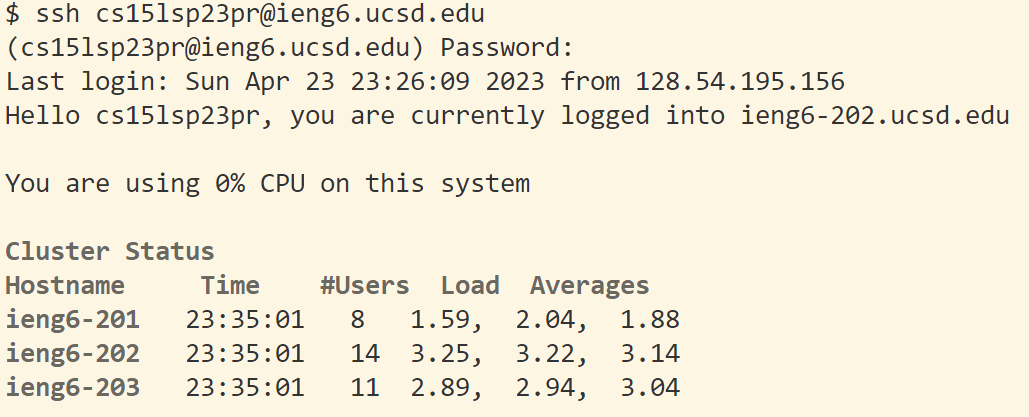 $ ssh cs15lsp23pr@ieng6.ucsd.edu
(cs15lsp23pr@ieng6.ucsd.edu) Password:
Last login: Sun Apr 23 23:26:09 2023 from 128.54.195.156
Hello cs15lsp23pr, you are currently logged into ieng6-202.ucsd.edu

You are using 0% CPU on this system

Cluster Status
Hostname     Time    #Users  Load  Averages
ieng6-201   23:35:01   8   1.59,  2.04,  1.88
ieng6-202   23:35:01   14  3.25,  3.22,  3.14
ieng6-203   23:35:01   11  2.89,  2.94,  3.04